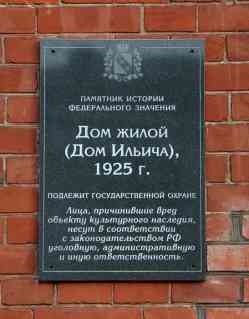 ПАМЯТНИК ИСТОРИИ
ФЕДЕРАЛЬНОГО ЗНАЧЕНИЯ
Дом жилой
(Дом Ильича),
1925 г.
ПОДЛЕЖИТ ГОСУДАРСТВЕННОЙ ОХРАНЕ
Лица, причинившие вред
объекту культурного наследия,
несут в соответствии
с законодательством РФ
уголовную, административную
и иную ответственность.